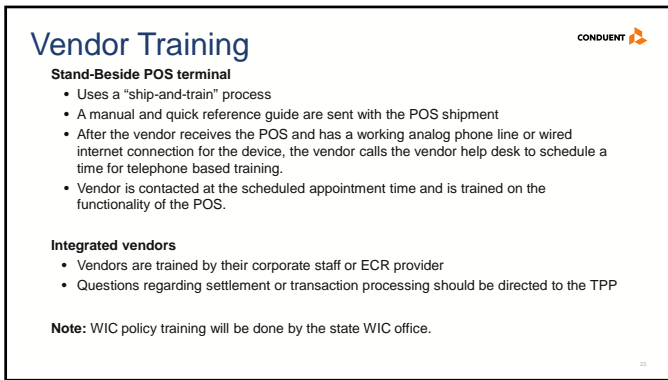 Vendor Training
CONDUENT
Stand-Beside POS terminal
• Uses a “ship-and-train” process
• A manual and quick reference guide are sent with the POS shipment
• After the vendor receives the POS and has a working analog phone line or wired
internet connection for the device, the vendor calls the vendor help desk to schedule a
time for telephone based training.
• Vendor is contacted at the scheduled appointment time and is trained on the
functionality of the POS.
Integrated vendors
• Vendors are trained by their corporate staff or ECR provider
• Questions regarding settlement or transaction processing should be directed to the TPP
Note: WIC policy training will be done by the state WIC office.